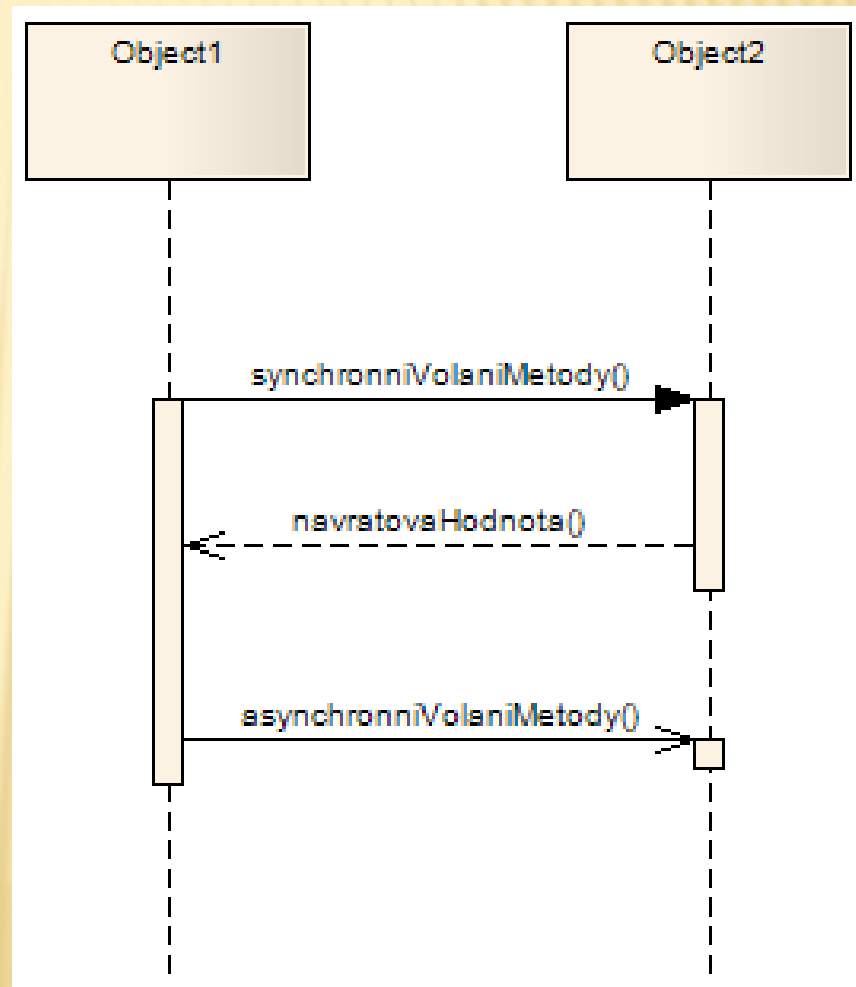 Object1
Object2
synchronniVolaniMetody()
navratovaHodnota()
asynchronniVolaniMetody()